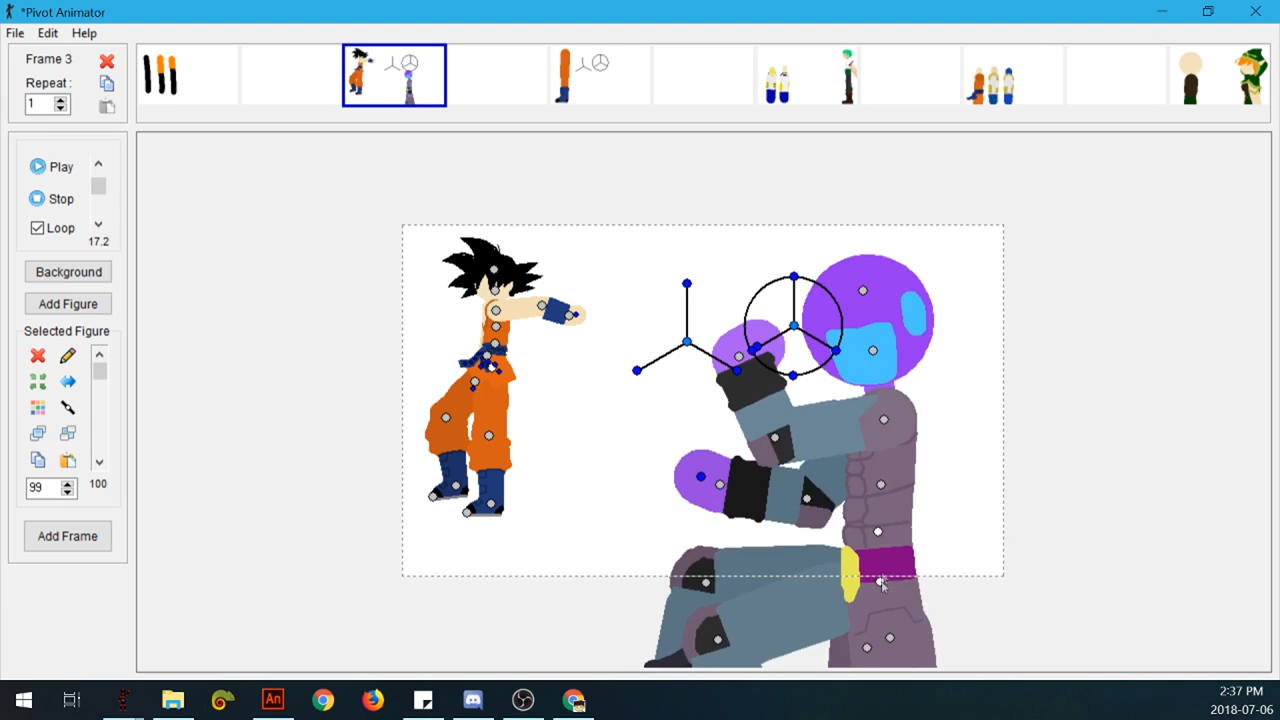 *Pivot Animator
File Edit Help
Frame 3
Repeat :
1
Play
Stop
Loop
17.2
Background
Add Figure
Selected Figure
99
100
Add Frame
An
2:37 PM
2018-07-06